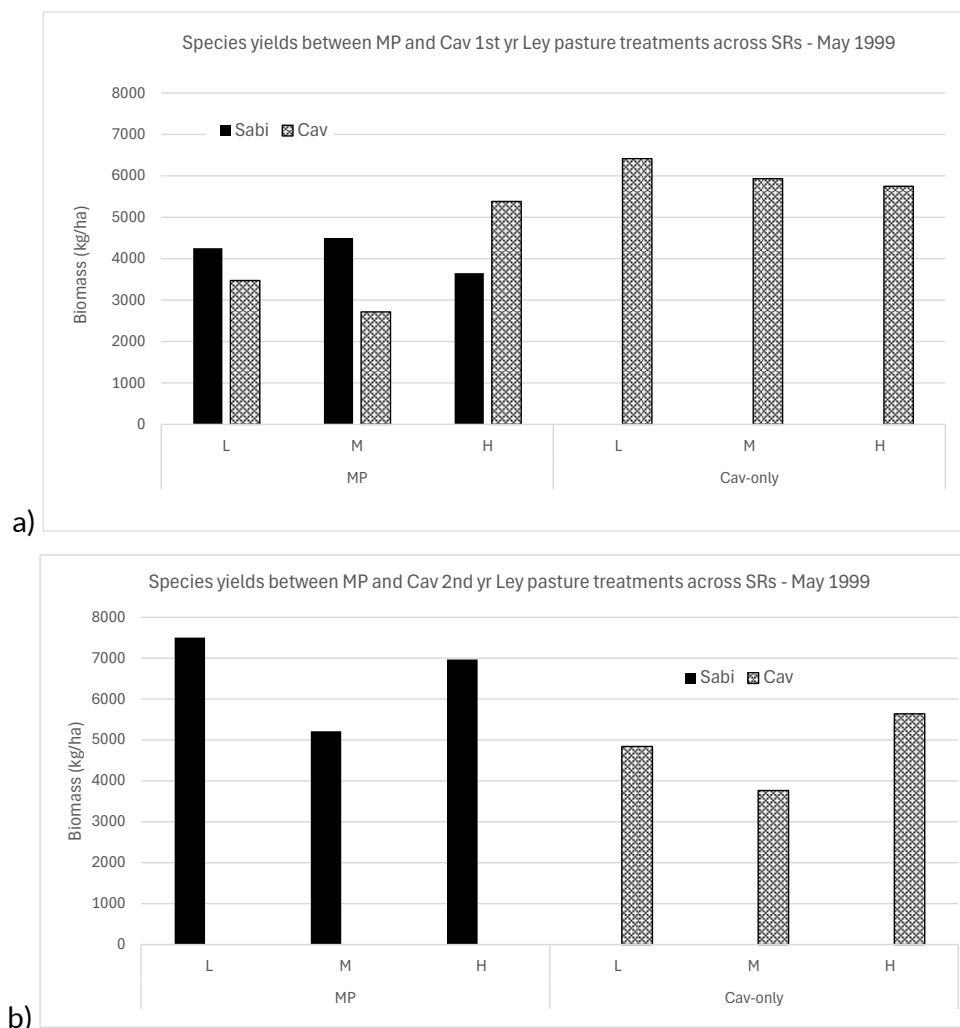 Species yields between MP and Cav 1st yr Ley pasture treatments across SRs - May 1999
8000
7000
6000
5000
4000
3000
2000
1000
0
Biomass (kg/ha)
Sabi Cav
L M H L M H
MP Cav-only
a)
Species yields between MP and Cav 2nd yr Ley pasture treatments across SRs - May 1999
8000
7000
6000
5000
4000
3000
2000
1000
0
Biomass (kg/ha)
Sabi Cav
L M H L M H
MP Cav-only
b)